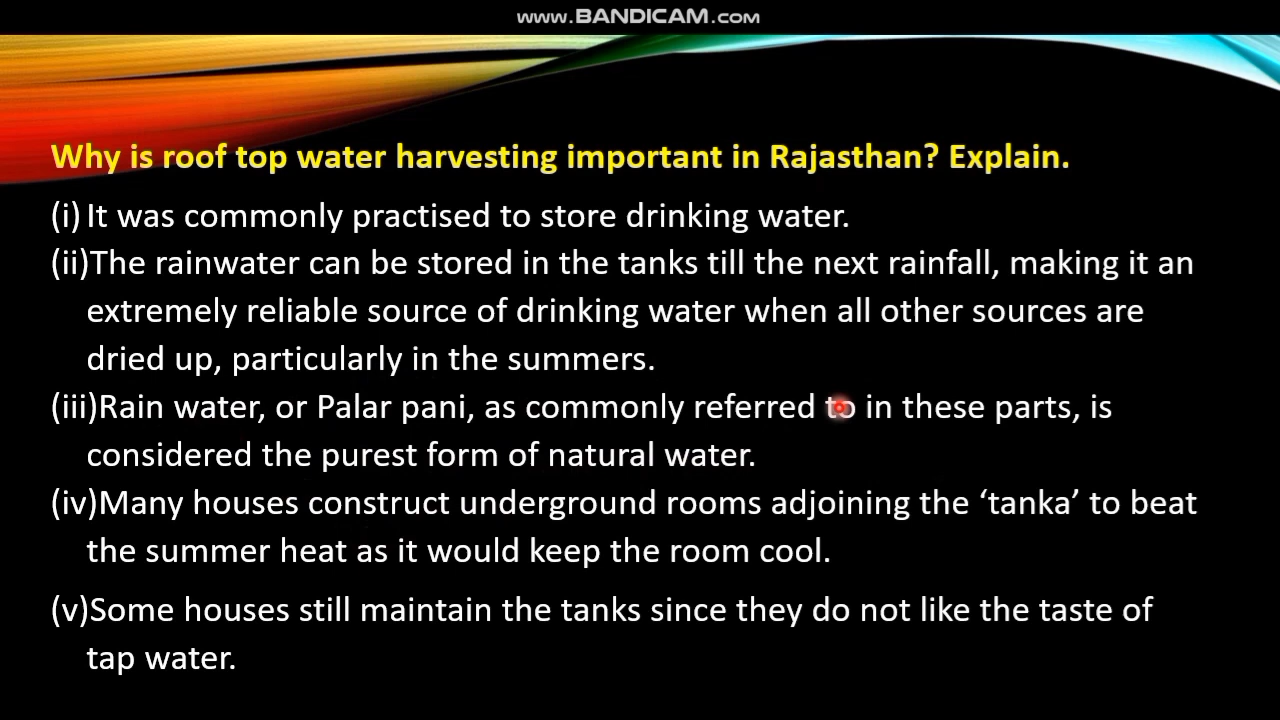 www.BANDICAM.com
Why is roof top water harvesting important in Rajasthan? Explain.
(i) It was commonly practised to store drinking water.
(ii)The rainwater can be stored in the tanks till the next rainfall, making it an
extremely reliable source of drinking water when all other sources are
dried up, particularly in the summers.
(iii)Rain water, or Palar pani, as commonly referred to in these parts, is
considered the purest form of natural water.
(iv)Many houses construct underground rooms adjoining the ‘tanka’ to beat
the summer heat as it would keep the room cool.
(v)Some houses still maintain the tanks since they do not like the taste of
tap water.